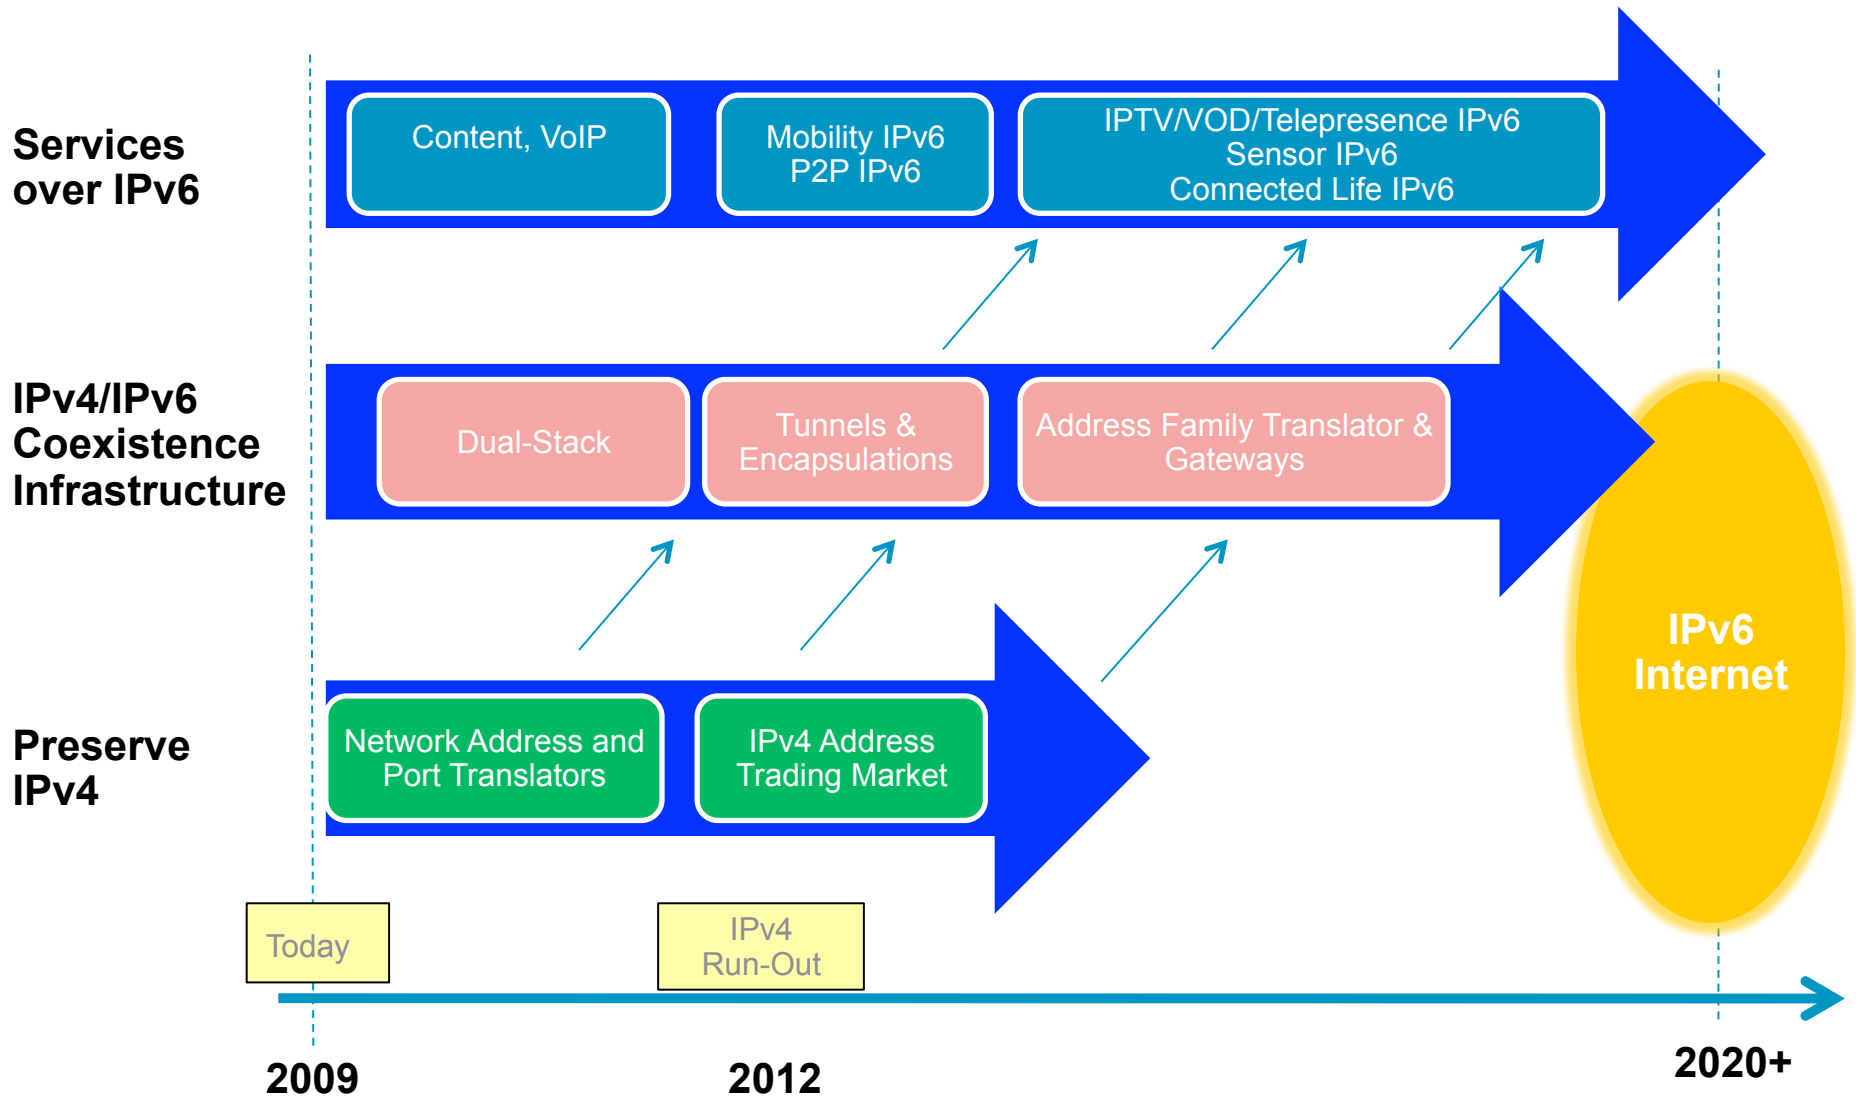 Services
over IPv6
Content, VoIP
Mobility IPv6
P2P IPv6
IPTV/VOD/Telepresence IPv6
Sensor IPv6
Connected Life IPv6
IPv4/IPv6
Coexistence
Infrastructure
Dual-Stack
Tunnels &
Encapsulations
Address Family Translator &
Gateways
IPv6
Internet
Preserve
IPv4
Network Address and
Port Translators
IPv4 Address
Trading Market
Today
IPv4
Run-Out
2009
2012
2020+